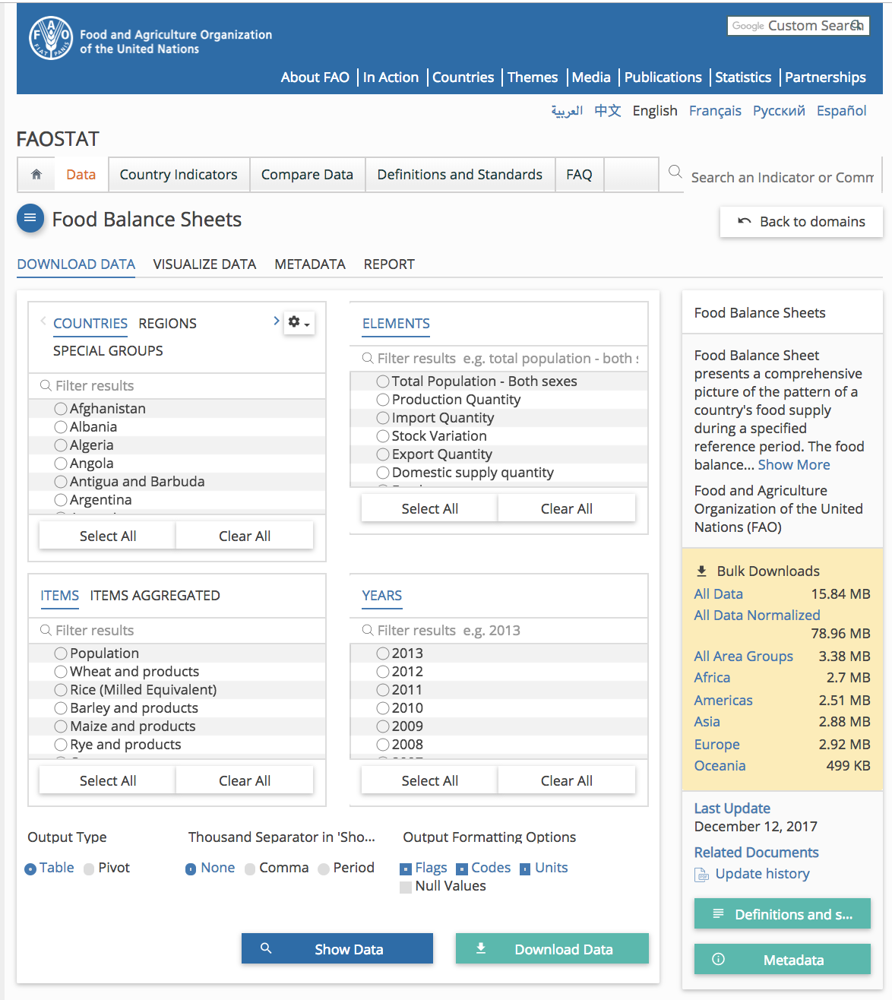 Food and Agriculture Organization
of the United Nations
Google Custom Search
About FAO
In Action
Countries
Themes
Media
Publications
Statistics
Partnerships
العربية 中文 English Français Русский Español
FAOSTAT
Data
Country Indicators
Compare Data
Definitions and Standards
FAQ
Search an Indicator or Comm
Food Balance Sheets
Back to domains
DOWNLOAD DATA VISUALIZE DATA METADATA REPORT
COUNTRIES REGIONS
SPECIAL GROUPS
Filter results
Afghanistan
Albania
Algeria
Angola
Antigua and Barbuda
Argentina
Select All Clear All
ELEMENTS
Filter results e.g. total population - both s
Total Population - Both sexes
Production Quantity
Import Quantity
Stock Variation
Export Quantity
Domestic supply quantity
Select All Clear All
ITEMS ITEMS AGGREGATED
Filter results
Population
Wheat and products
Rice (Milled Equivalent)
Barley and products
Maize and products
Rye and products
Select All Clear All
YEARS
Filter results e.g. 2013
2013
2012
2011
2010
2009
2008
Select All Clear All
Output Type
Table Pivot
Thousand Separator in 'Sho...
None Comma Period
Output Formatting Options
Flags Codes Units
Null Values
Show Data
Download Data
Food Balance Sheets
Food Balance Sheet
presents a comprehensive
picture of the pattern of a
country's food supply
during a specified
reference period. The food
balance... Show More
Food and Agriculture
Organization of the United
Nations (FAO)
Bulk Downloads
All Data 15.84 MB
All Data Normalized
78.96 MB
All Area Groups 3.38 MB
Africa 2.7 MB
Americas 2.51 MB
Asia 2.88 MB
Europe 2.92 MB
Oceania 499 KB
Last Update
December 12, 2017
Related Documents
Update history
Definitions and s...
Metadata